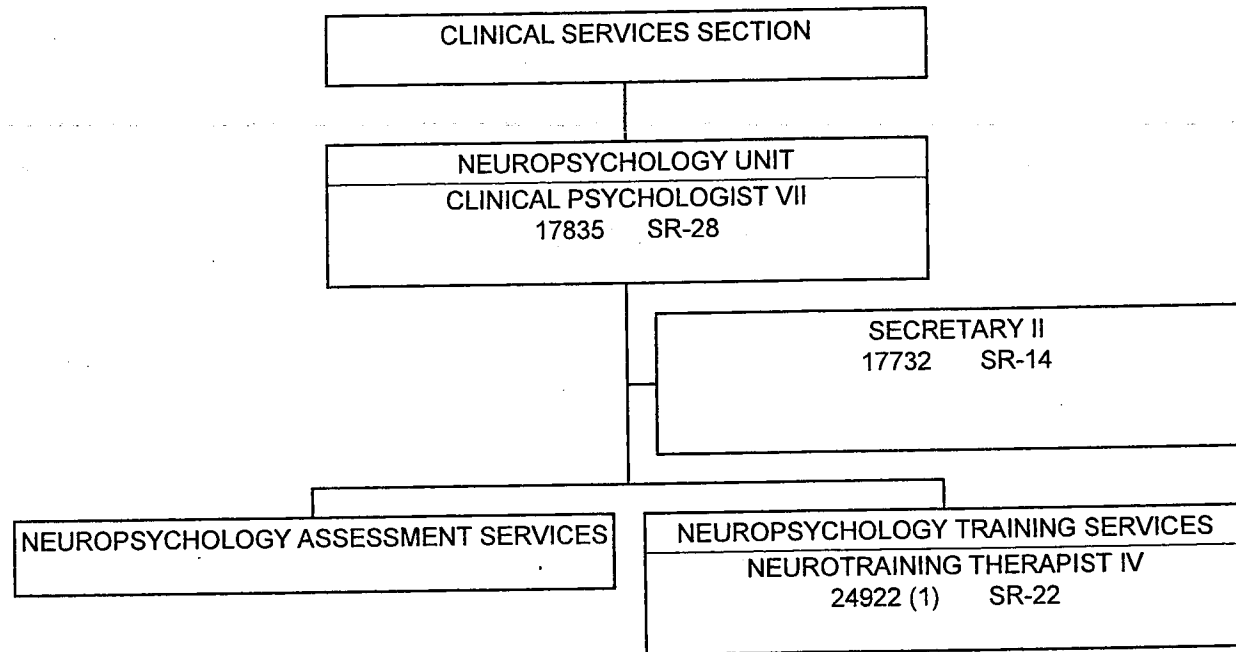 CLINICAL SERVICES SECTION
NEUROPSYCHOLOGY UNIT
CLINICAL PSYCHOLOGIST VII
17835 SR-28
SECRETARY II
17732 SR-14
NEUROPSYCHOLOGY ASSESSMENT SERVICES
NEUROPSYCHOLOGY TRAINING SERVICES
NEUROTRAINING THERAPIST IV
24922 (1) SR-22